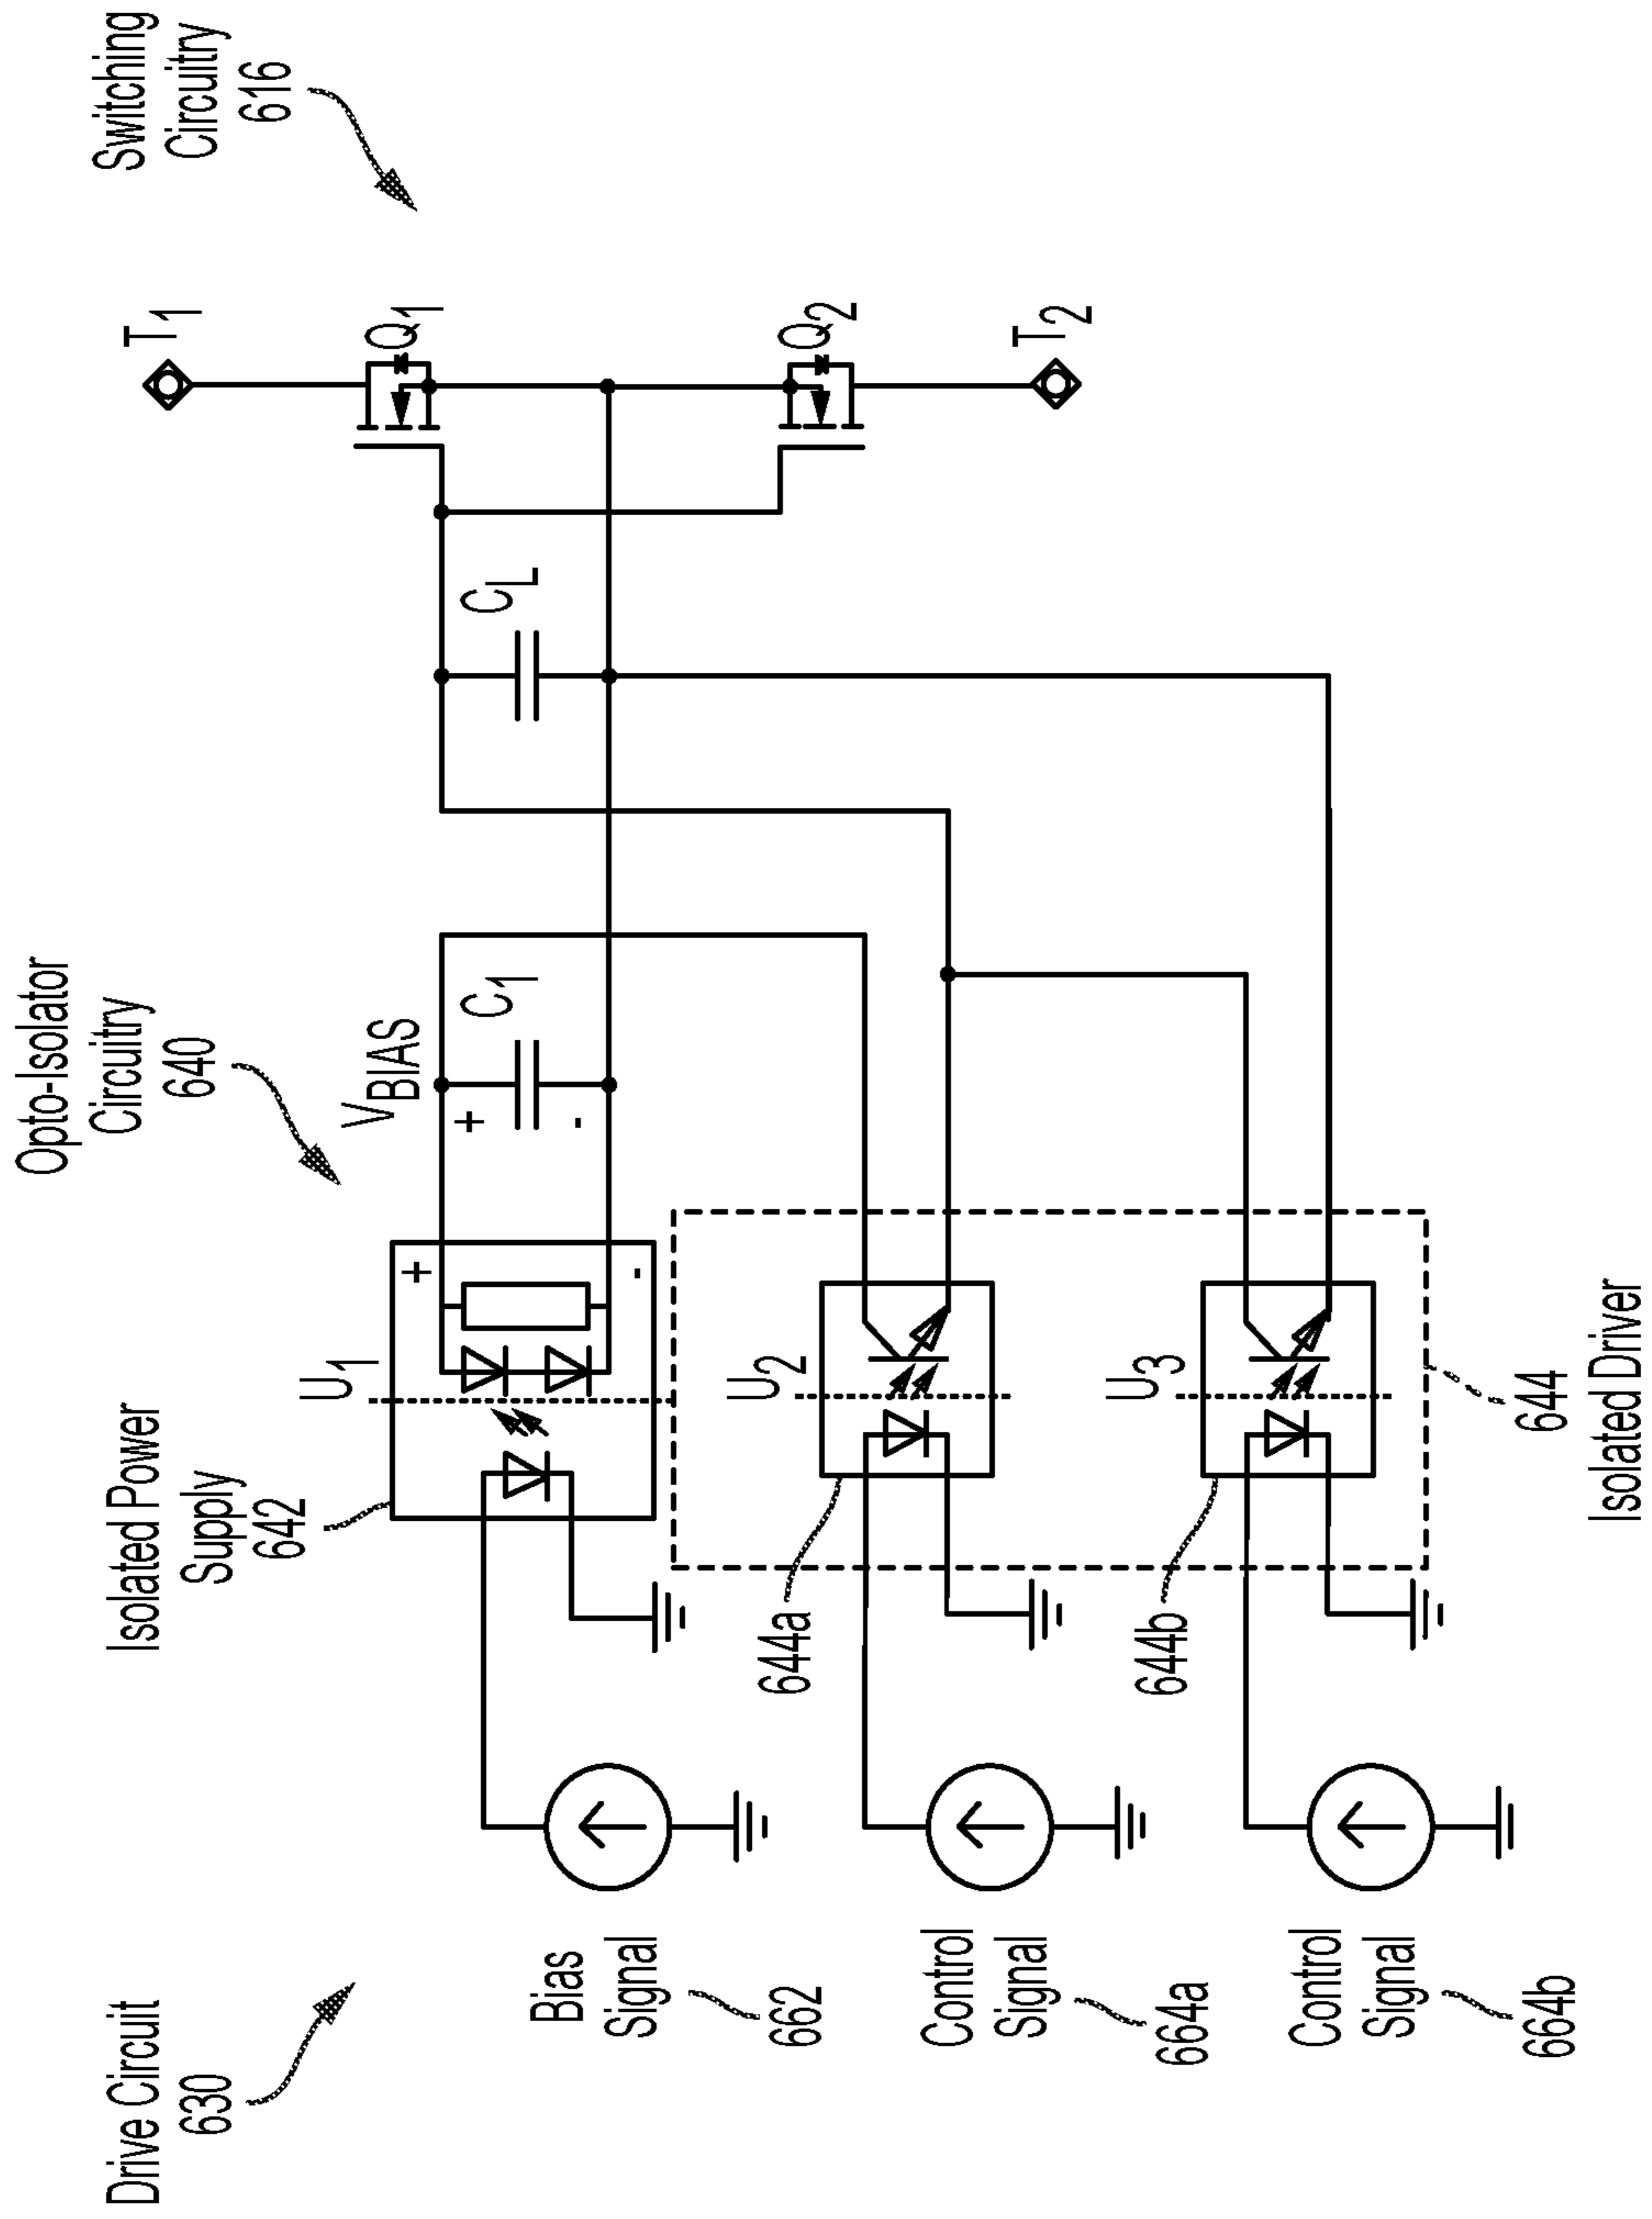 Switching
Circuitry
616
T1
Q1
Q2
T2
CL
Opto-Isolator
Circuitry
640
VBIAS
C1
+
-
+
-
U1
U2
U3
644
Isolated Driver
Isolated Power
Supply
642
644a
644b
Drive Circuit
630
Bias
Signal
662
Control
Signal
664a
Control
Signal
664b